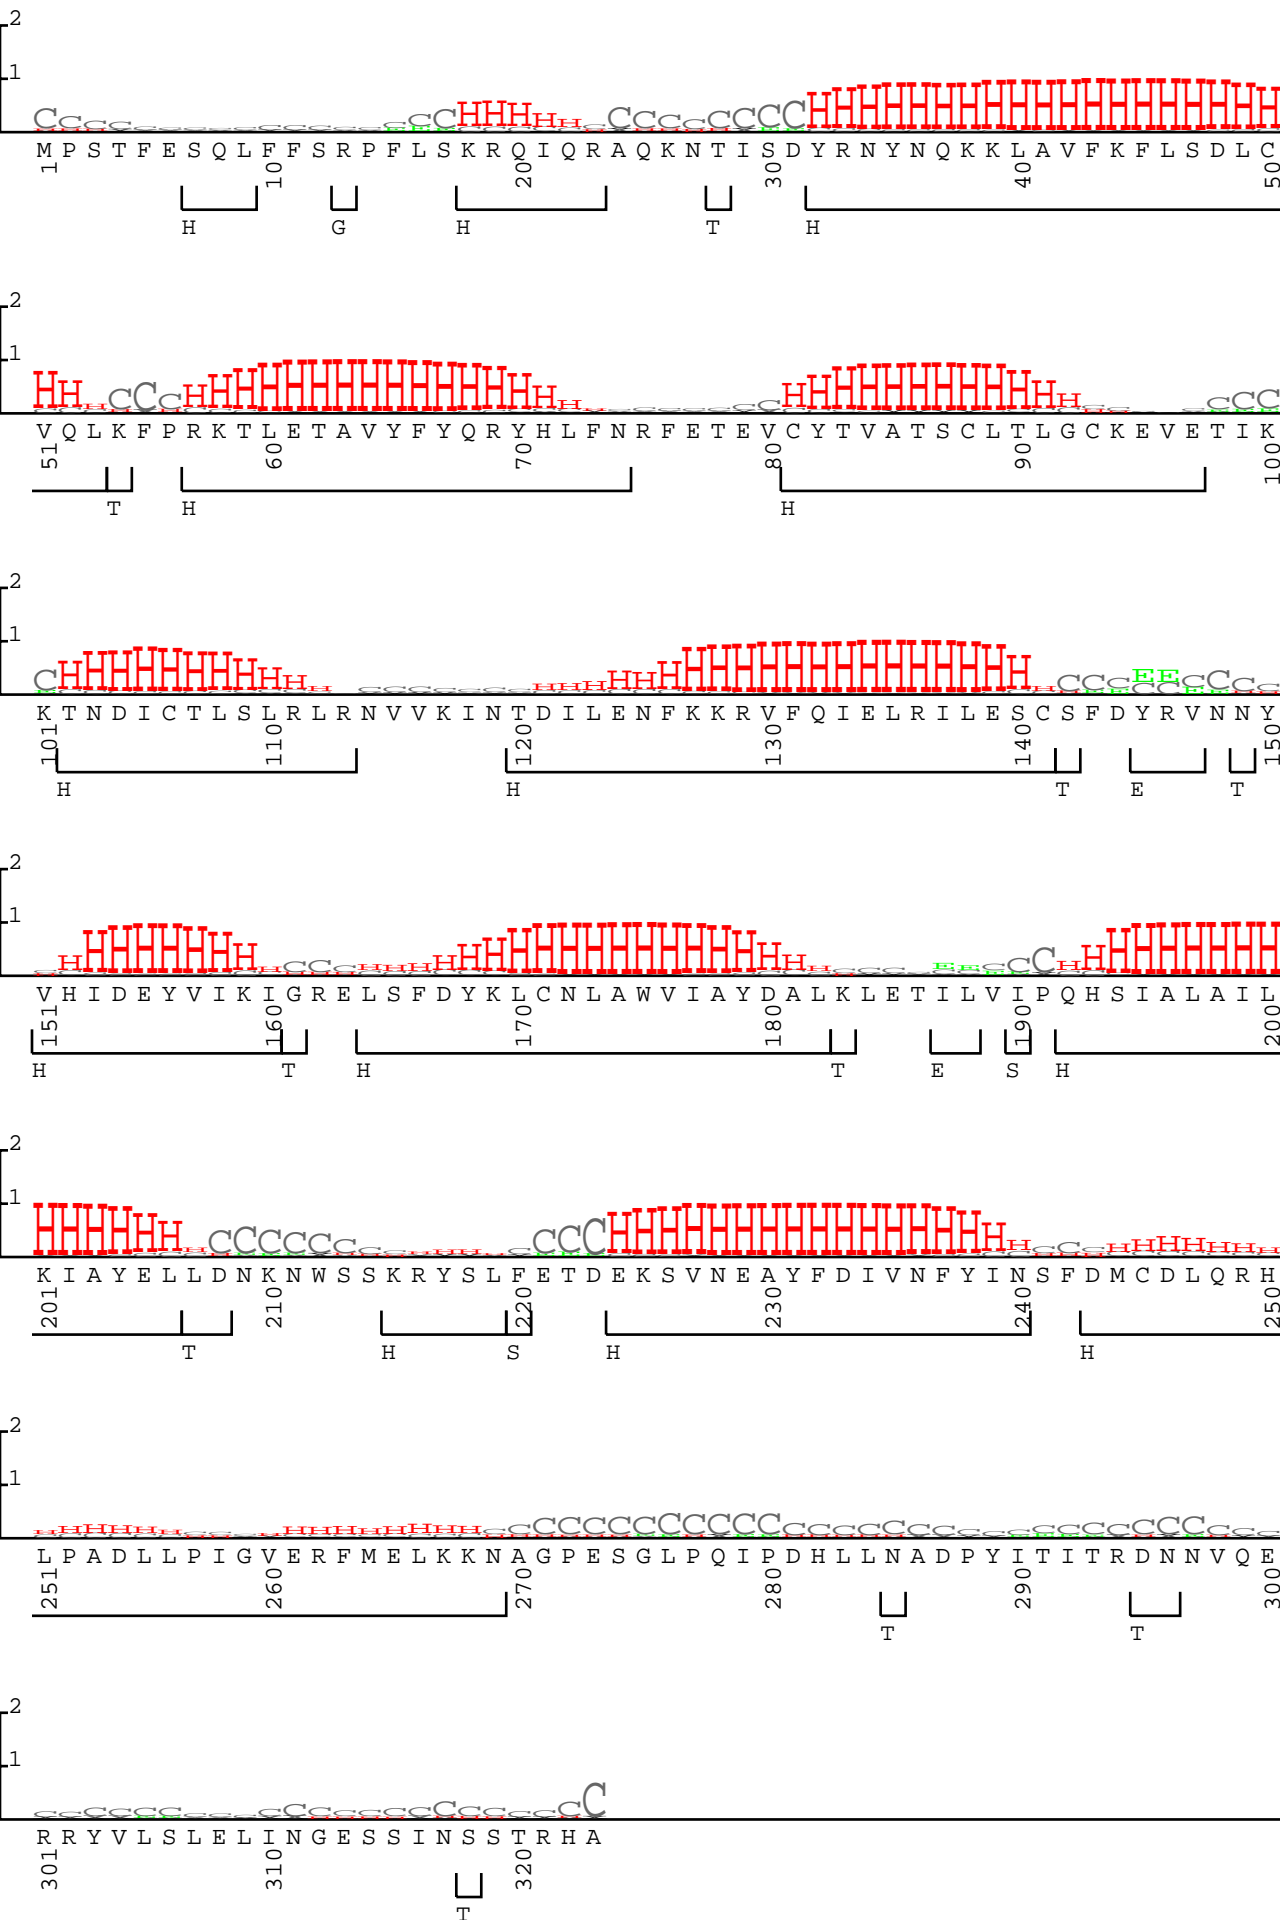 2
1
M P S T F E S Q L F F S R P F L S K R Q I Q R A Q K N T I S D Y R N Y N Q K K L A V F K F L S D L C
1 10 20 30 40 50
H G H T H
2
1
V Q L K F P R K T L E T A V Y F Y Q R Y H L F N R F E T E V C Y T V A T S C L T L G C K E V E T I K
51 60 70 80 90 100
T H H
2
1
K T N D I C T L S L R L R N V V K I N T D I L E N F K K R V F Q I E L R I L E S C S F D Y R V N N Y
101 110 120 130 140 150
H H T E T
2
1
V H I D E Y V I K I G R E L S F D Y K L C N L A W V I A Y D A L K L E T I L V I P Q H S I A L A I L
151 160 170 180 190 200
H T H T E S H
2
1
K I A Y E L L D N K N W S S K R Y S L F E T D E K S V N E A Y F D I V N F Y I N S F D M C D L Q R H
201 210 220 230 240 250
T H S H H
2
1
L P A D L L P I G V E R F M E L K K N A G P E S G L P Q I P D H L L N A D P Y I T I T R D N N V Q E
251 260 270 280 290 300
T T
2
1
R R Y V L S L E L I N G E S S I N S S T R H A
301 310 320
T